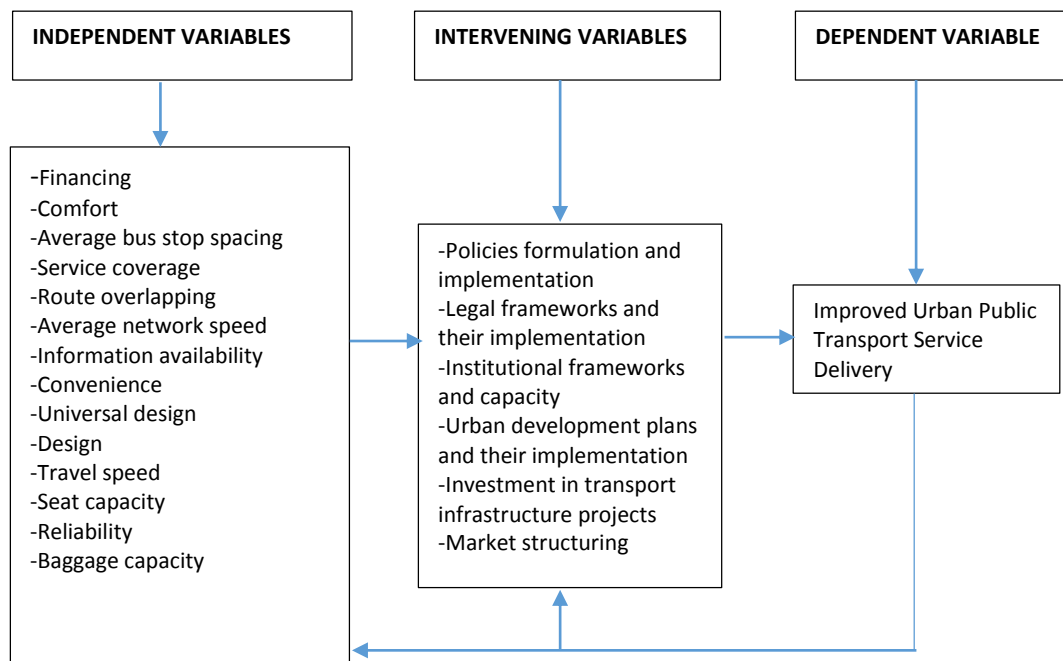 INDEPENDENT VARIABLES
INTERVENING VARIABLES
DEPENDENT VARIABLE
-Financing
-Comfort
-Average bus stop spacing
-Service coverage
-Route overlapping
-Average network speed
-Information availability
-Convenience
-Universal design
-Design
-Travel speed
-Seat capacity
-Reliability
-Baggage capacity
-Policies formulation and
implementation
-Legal frameworks and
their implementation
-Institutional frameworks
and capacity
-Urban development plans
and their implementation
-Investment in transport
infrastructure projects
-Market structuring
Improved Urban Public
Transport Service
Delivery